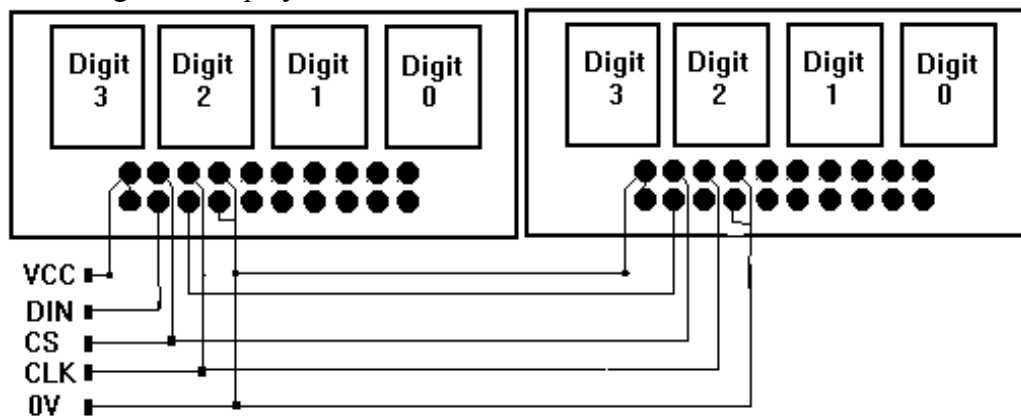 Digit 3
Digit 2
Digit 1
Digit 0
Digit 3
Digit 2
Digit 1
Digit 0
VCC
DIN
CS
CLK
0V